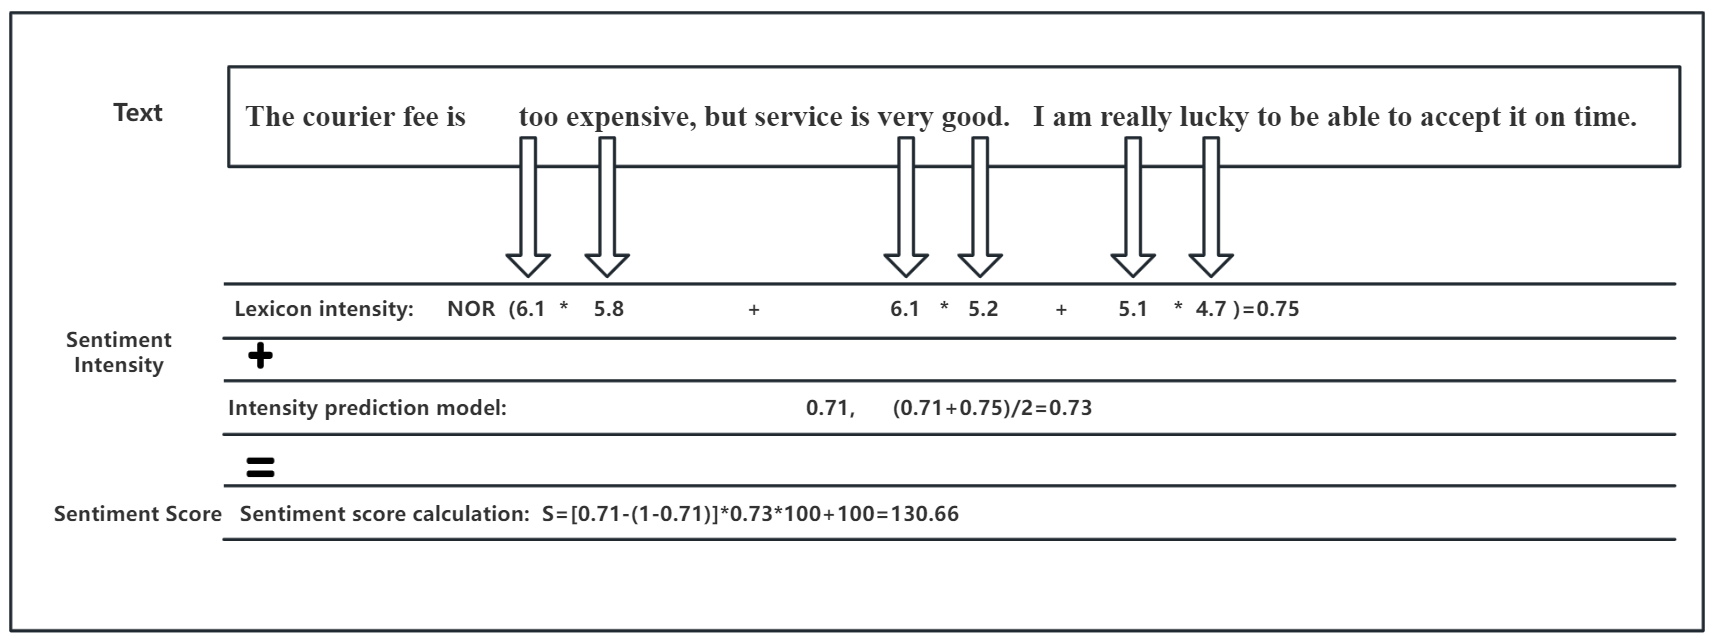 Text
The courier fee is too expensive, but service is very good. I am really lucky to be able to accept it on time.
Lexicon intensity: NOR (6.1 * 5.8 + 6.1 * 5.2 + 5.1 * 4.7 )=0.75
Sentiment
Intensity
+
Intensity prediction model: 0.71, (0.71+0.75)/2=0.73
=
Sentiment Score Sentiment score calculation: S=[0.71-(1-0.71)]*0.73*100+100=130.66